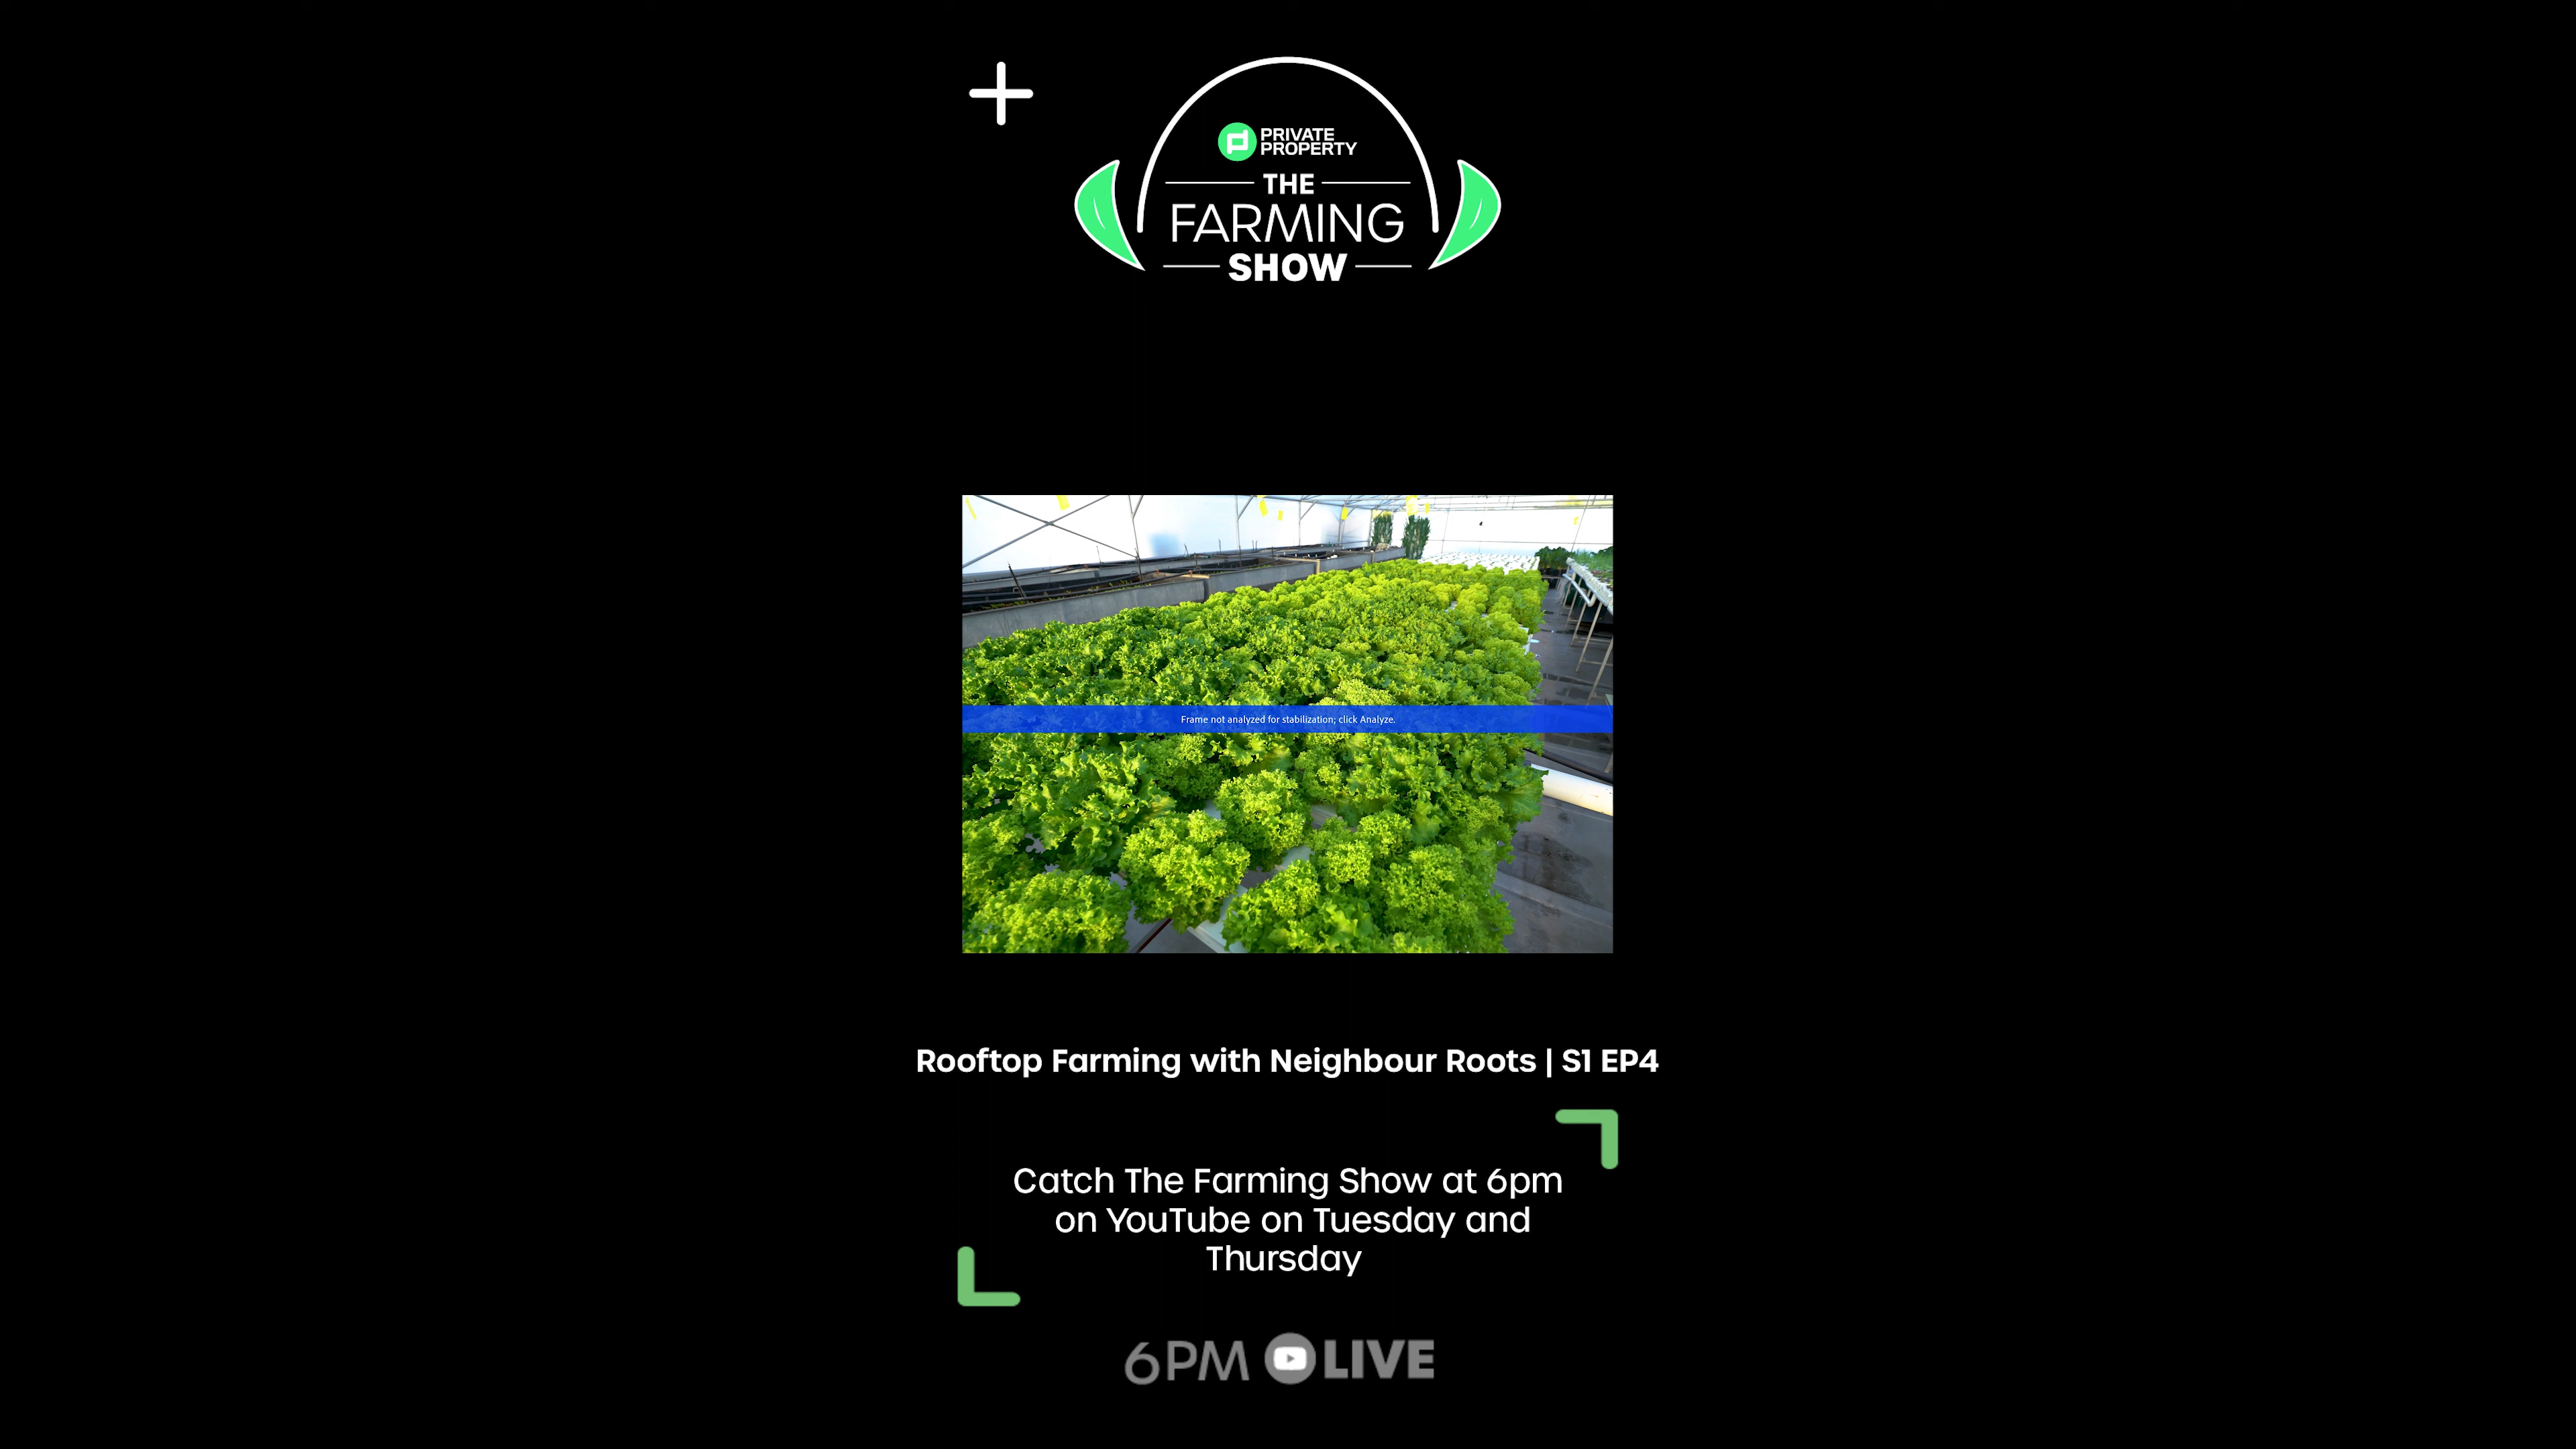 PRIVATE
PROPERTY
THE
FARMING
SHOW
Frame not analyzed for stabilization; click Analyze.
Rooftop Farming with Neighbour Roots | S1 EP4
Catch The Farming Show at 6pm
on YouTube on Tuesday and
Thursday
6PM LIVE